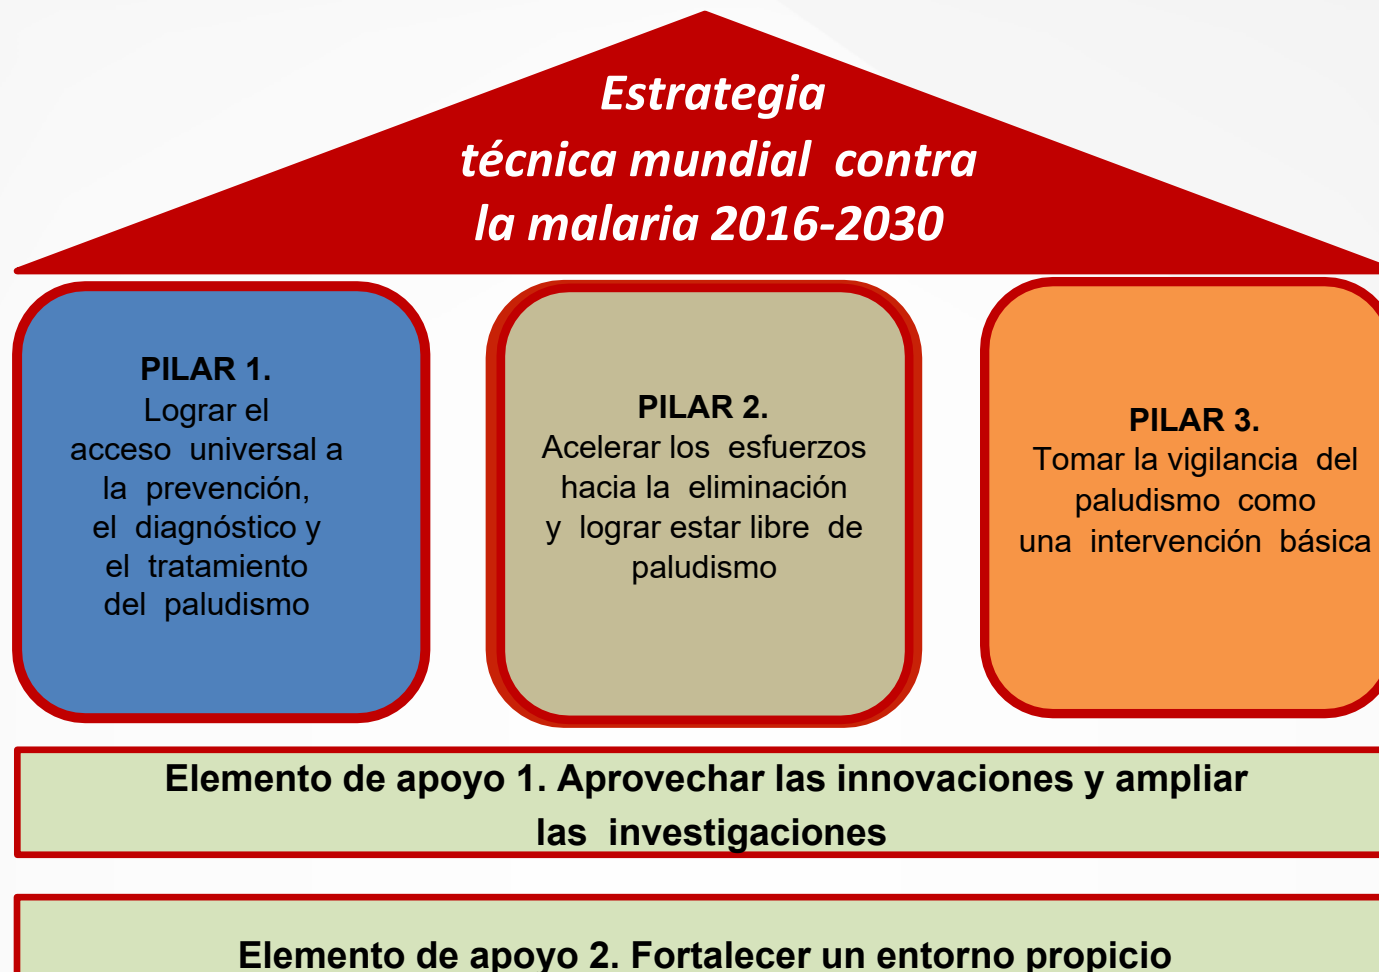 Estrategia
técnica mundial contra
la malaria 2016-2030
PILAR 1.
Lograr el
acceso universal a
la prevención,
el diagnóstico y
el tratamiento
del paludismo
PILAR 2.
Acelerar los esfuerzos
hacia la eliminación
y lograr estar libre de
paludismo
PILAR 3.
Tomar la vigilancia del
paludismo como
una intervención básica
Elemento de apoyo 1. Aprovechar las innovaciones y ampliar
las investigaciones
Elemento de apoyo 2. Fortalecer un entorno propicio